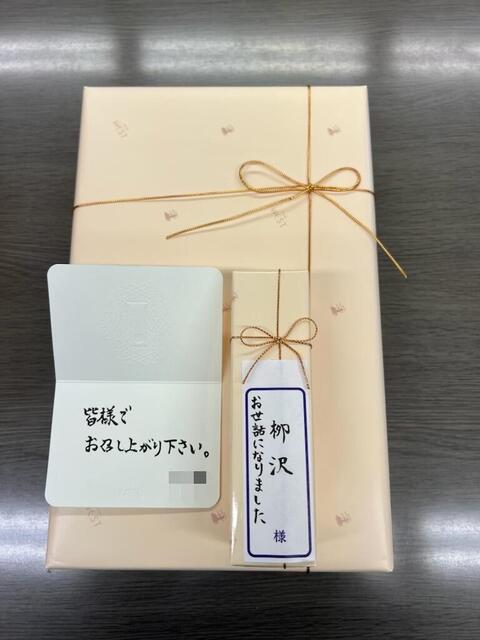 皆様で
お召し上がり下さい。
柳沢
お世話になりました
様